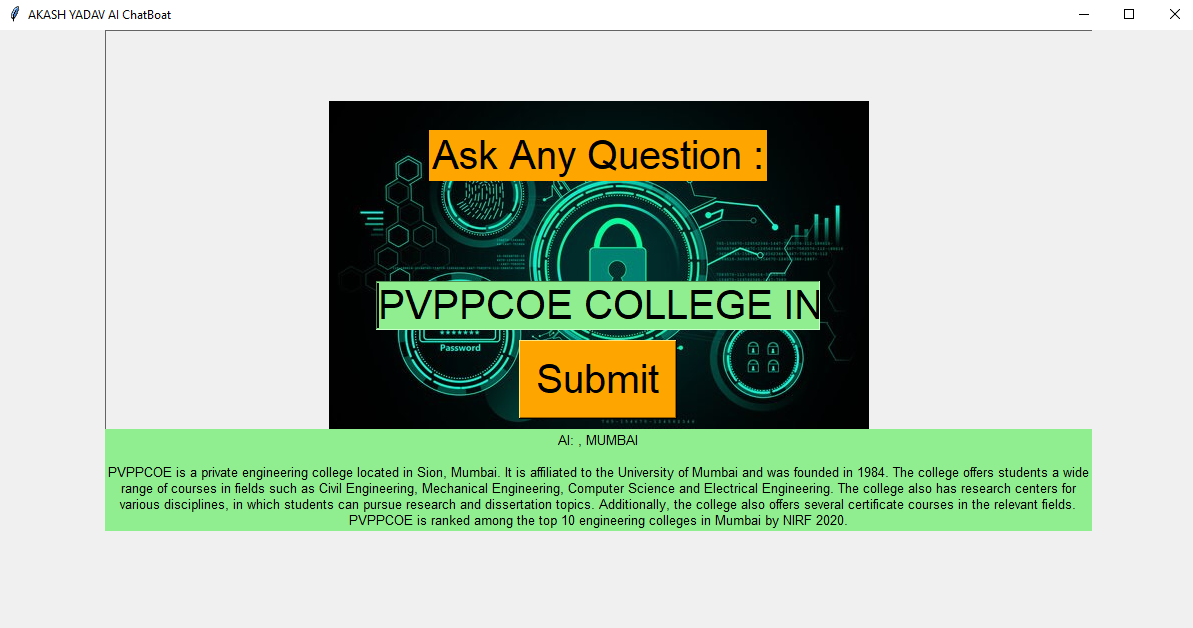 AKASH YADAV AI ChatBoat
Ask Any Question :
PVPPCOE COLLEGE IN
*******
Password
Submit
AI: , MUMBAI
PVPPCOE is a private engineering college located in Sion, Mumbai. It is affiliated to the University of Mumbai and was founded in 1984. The college offers students a wide
range of courses in fields such as Civil Engineering, Mechanical Engineering, Computer Science and Electrical Engineering. The college also has research centers for
various disciplines, in which students can pursue research and dissertation topics. Additionally, the college also offers several certificate courses in the relevant fields.
PVPPCOE is ranked among the top 10 engineering colleges in Mumbai by NIRF 2020.